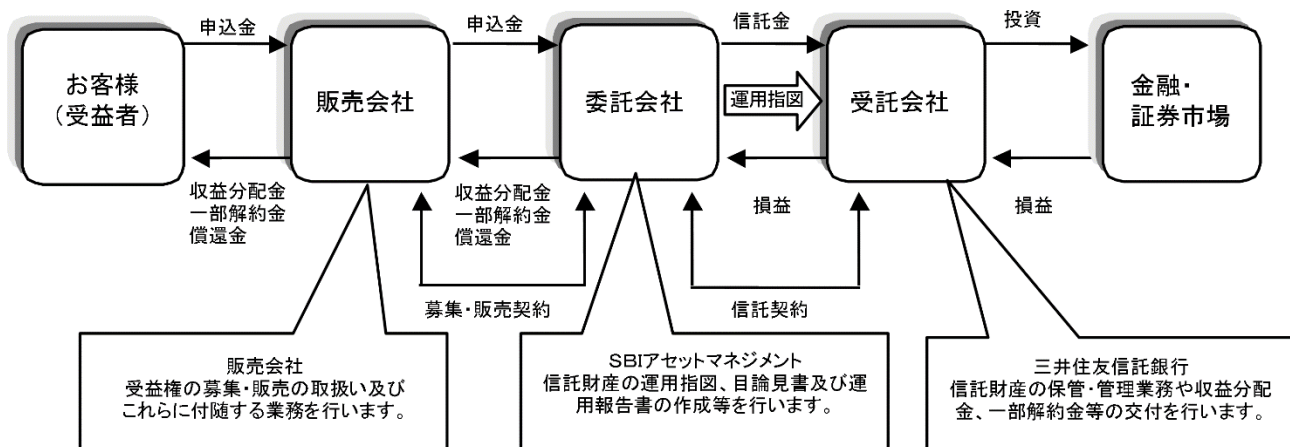 申込金
申込金
信託金
投資
お客様
（受益者）
販売会社
委託会社
運用指図
受託会社
金融・
証券市場
収益分配金
一部解約金
償還金
収益分配金
一部解約金
償還金
損益
損益
募集・販売契約
信託契約
販売会社
受益権の募集・販売の取扱い及び
これらに付随する業務を行います。
SBIアセットマネジメント
信託財産の運用指図、目論見書及び運
用報告書の作成等を行います。
三井住友信託銀行
信託財産の保管・管理業務や収益分配
金、一部解約金等の交付を行います。